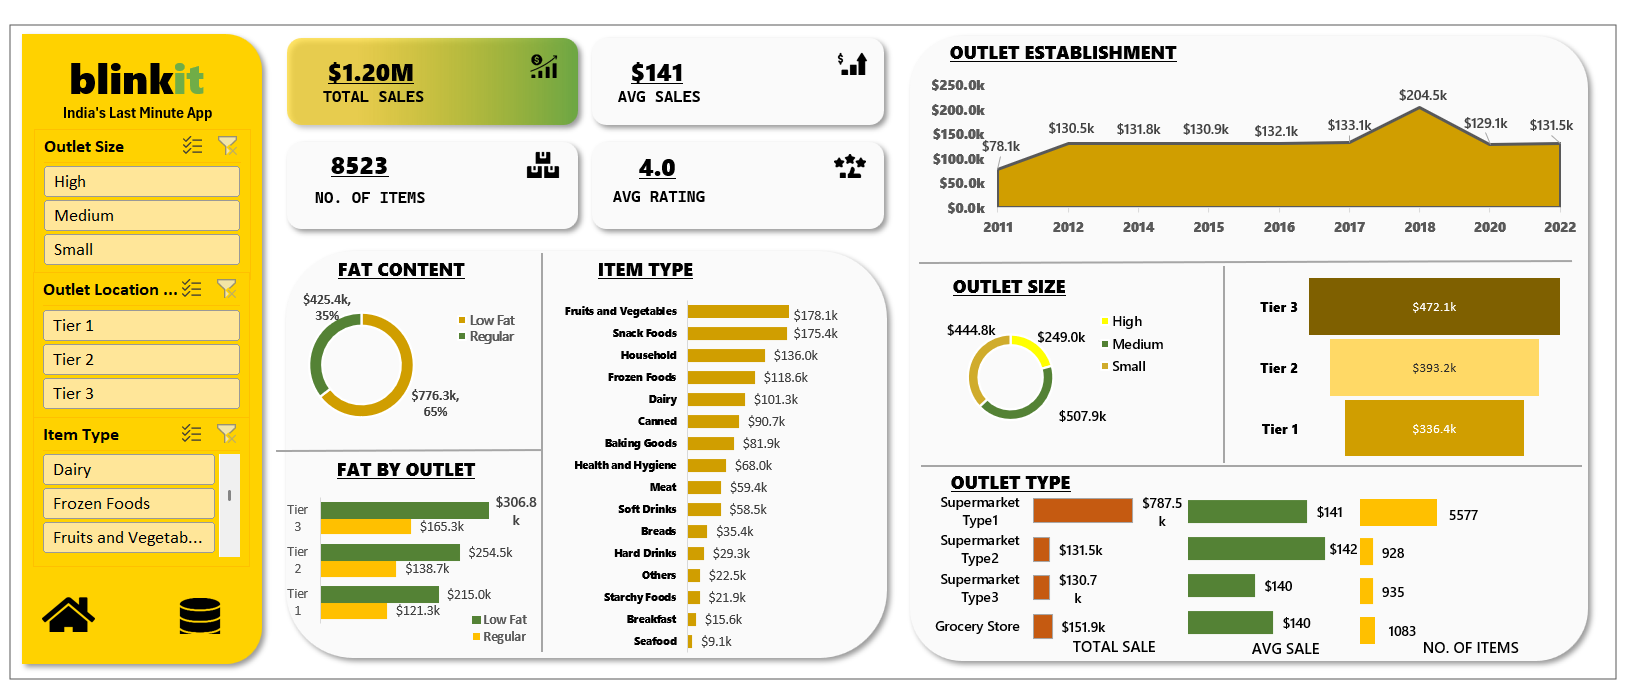 blinkit
India's Last Minute App
Outlet Size
High
Medium
Small
Outlet Location ...
Tier 1
Tier 2
Tier 3
Item Type
Dairy
Frozen Foods
Fruits and Vegetab...
$1.20M
TOTAL SALES
$141
AVG SALES
8523
NO. OF ITEMS
4.0
AVG RATING
FAT CONTENT
$425.4k,
35%
Low Fat
Regular
$776.3k,
65%
FAT BY OUTLET
Tier
3
$306.8
k
$165.3k
Tier
2
$254.5k
$138.7k
Tier
1
$215.0k
$121.3k
Low Fat
Regular
ITEM TYPE
Fruits and Vegetables $178.1k
Snack Foods $175.4k
Household $136.0k
Frozen Foods $118.6k
Dairy $101.3k
Canned $90.7k
Baking Goods $81.9k
Health and Hygiene $68.0k
Meat $59.4k
Soft Drinks $58.5k
Breads $35.4k
Hard Drinks $29.3k
Others $22.5k
Starchy Foods $21.9k
Breakfast $15.6k
Seafood $9.1k
OUTLET ESTABLISHMENT
$250.0k
$200.0k
$150.0k
$100.0k
$50.0k
$0.0k
$78.1k $130.5k $131.8k $130.9k $132.1k $133.1k $204.5k $129.1k $131.5k
2011 2012 2014 2015 2016 2017 2018 2020 2022
OUTLET SIZE
$444.8k
$249.0k
$507.9k
High
Medium
Small
Tier 3 $472.1k
Tier 2 $393.2k
Tier 1 $336.4k
OUTLET TYPE
Supermarket
Type1
$787.5
k
$141
5577
Supermarket
Type2
$131.5k
$142
928
Supermarket
Type3
$130.7
k
$140
935
Grocery Store
$151.9k
$140
1083
TOTAL SALE
AVG SALE
NO. OF ITEMS